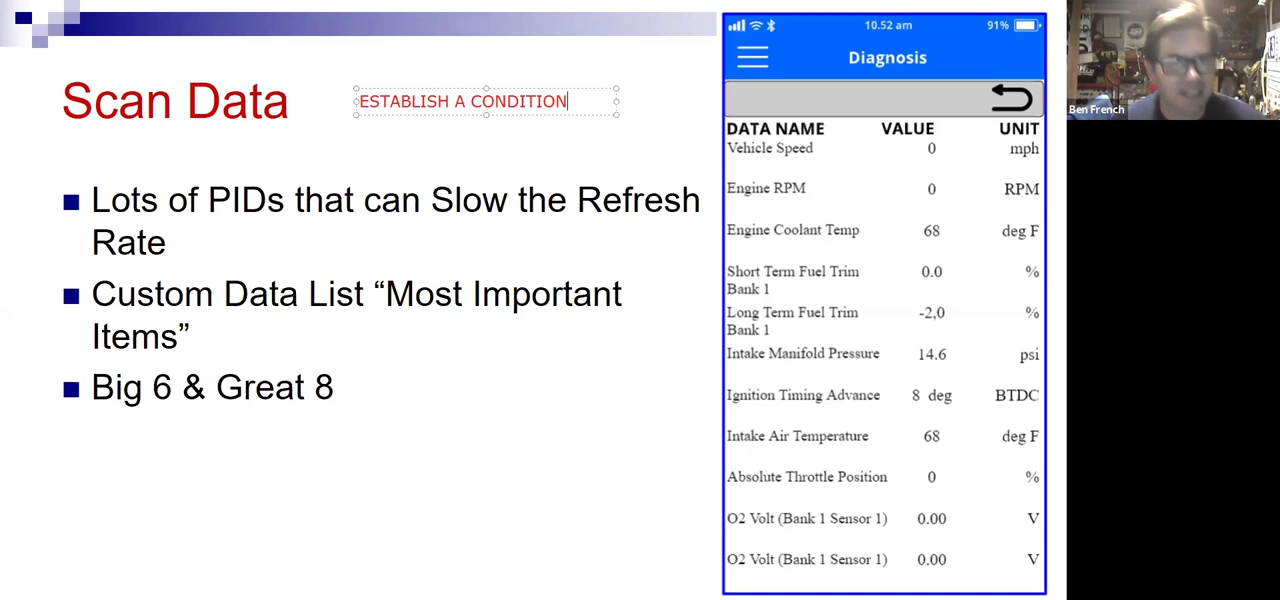 Scan Data
ESTABLISH A CONDITION
Lots of PIDs that can Slow the Refresh
Rate
Custom Data List “Most Important
Items”
Big 6 & Great 8
10.52 am
91%
Diagnosis
DATA NAME VALUE UNIT
Vehicle Speed 0 mph
Engine RPM 0 RPM
Engine Coolant Temp 68 deg F
Short Term Fuel Trim 0.0 %
Bank 1
Long Term Fuel Trim -2,0 %
Bank 1
Intake Manifold Pressure 14.6 psi
Ignition Timing Advance 8 deg BTDC
Intake Air Temperature 68 deg F
Absolute Throttle Position 0 %
O2 Volt (Bank 1 Sensor 1) 0.00 V
O2 Volt (Bank 1 Sensor 1) 0.00 V
Ben French